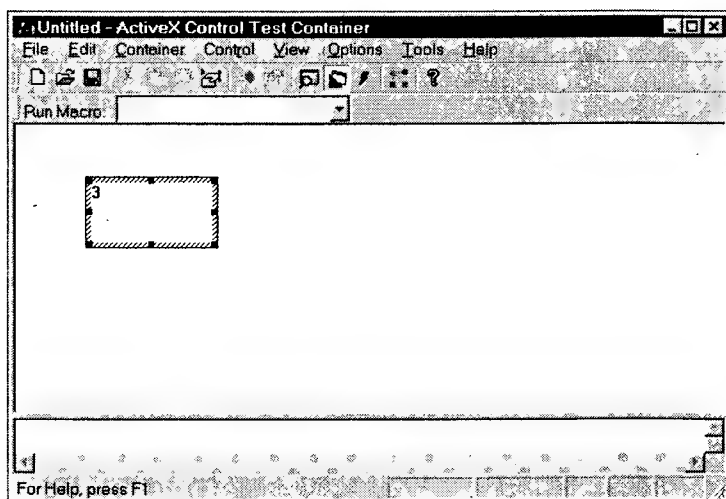 Untitled - ActiveX Control Test Container
File Edit Container Control View Options Tools Help
Run Macro:
3
For Help, press F1